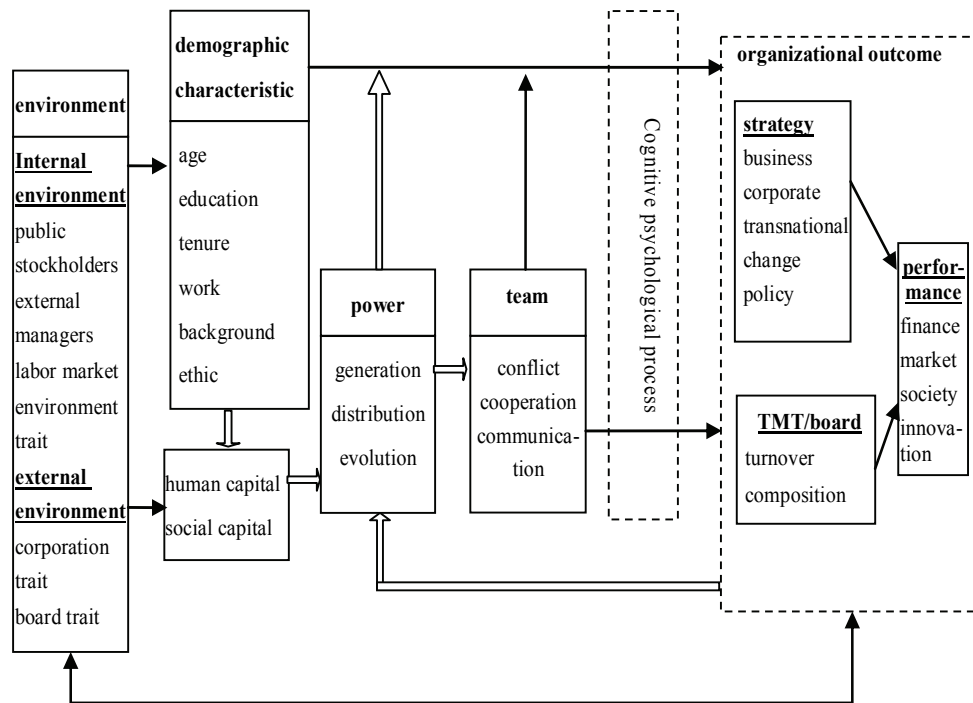 environment
Internal
environment
public
stockholders
external
managers
labor market
environment
trait
external
environment
corporation
trait
board trait
demographic
characteristic
age
education
tenure
work
background
ethic
human capital
social capital
power
generation
distribution
evolution
team
conflict
cooperation
communica-
tion
Cognitive psychological process
organizational outcome
strategy
business
corporate
transnational
change
policy
TMT/board
turnover
composition
perfor-
mance
finance
market
society
innova-
tion